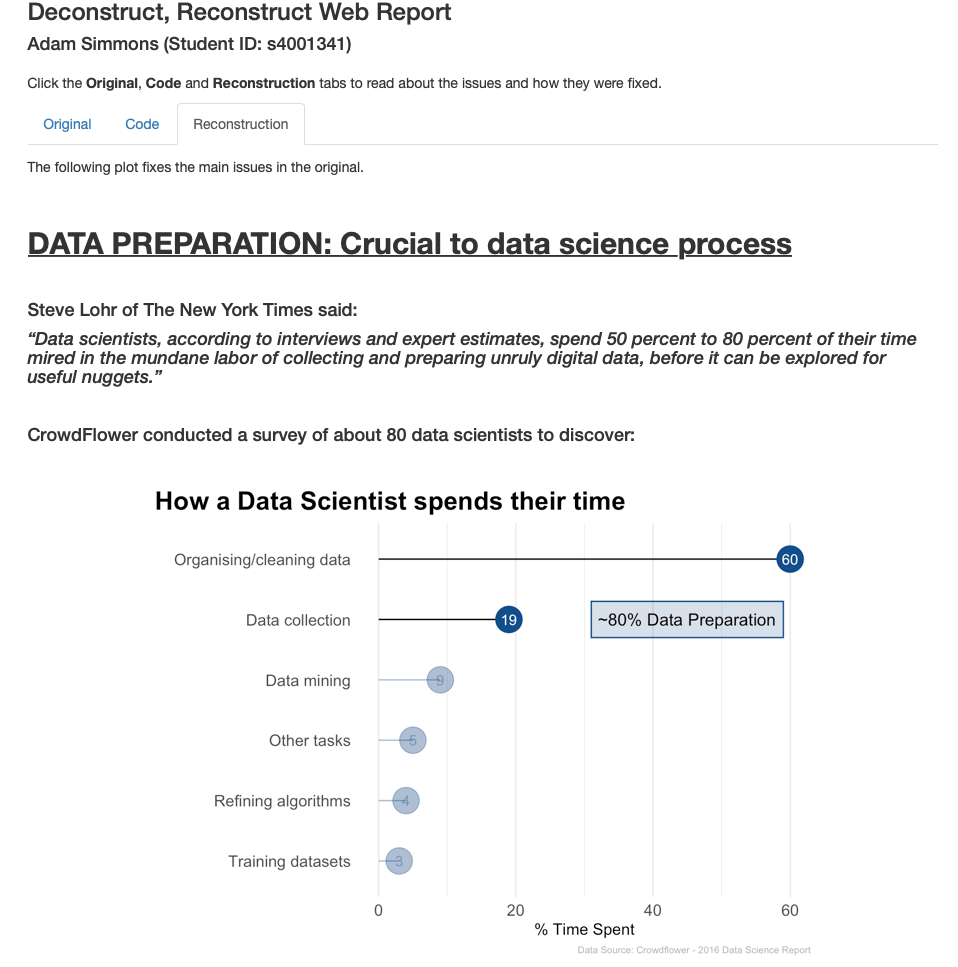 Deconstruct, Reconstruct Web Report
Adam Simmons (Student ID: s4001341)
Click the Original, Code and Reconstruction tabs to read about the issues and how they were fixed.
Original Code Reconstruction
The following plot fixes the main issues in the original.
DATA PREPARATION: Crucial to data science process
Steve Lohr of The New York Times said:
“Data scientists, according to interviews and expert estimates, spend 50 percent to 80 percent of their time
mired in the mundane labor of collecting and preparing unruly digital data, before it can be explored for
useful nuggets.”
CrowdFlower conducted a survey of about 80 data scientists to discover:
How a Data Scientist spends their time
Organising/cleaning data 60
Data collection 19 ~80% Data Preparation
Data mining 9
Other tasks 5
Refining algorithms 4
Training datasets 3
0 20 40 60
% Time Spent
Data Source: Crowdflower - 2016 Data Science Report